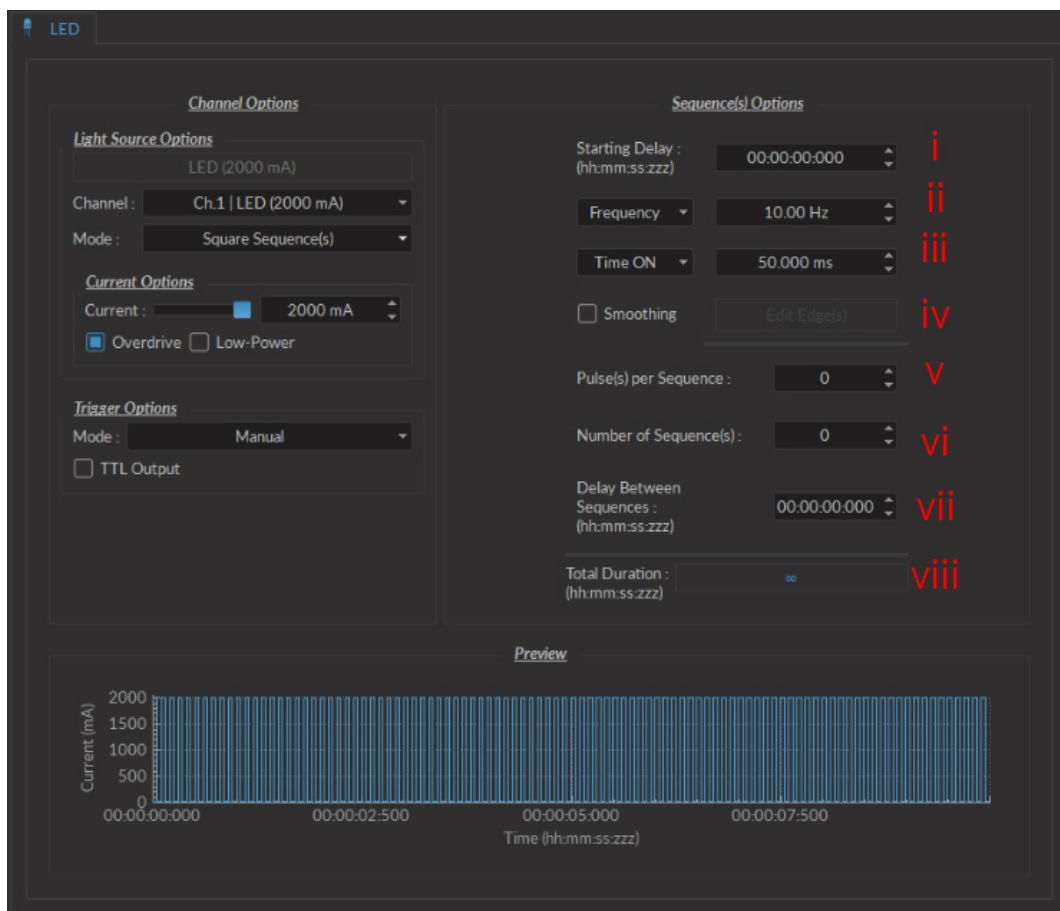 LED
Channel Options
Light Source Options
LED (2000 mA)
Channel : Ch.1 | LED (2000 mA)
Mode : Square Sequence(s)
Current Options
Current : 2000 mA
Overdrive Low-Power
Trigger Options
Mode : Manual
TTL Output
Sequence(s) Options
Starting Delay :
(hh:mm:ss:zzz) 00:00:00:000 i
Frequency 10.00 Hz ii
Time ON 50.000 ms iii
Smoothing Edit Edge(s) iv
Pulse(s) per Sequence : 0 v
Number of Sequence(s) : 0 vi
Delay Between
Sequences : 00:00:00:000 vii
(hh:mm:ss:zzz)
Total Duration : ∞ viii
(hh:mm:ss:zzz)
Preview
Current (mA)
2000
1500
1000
500
0
00:00:00:000 00:00:02:500 00:00:05:000 00:00:07:500
Time (hh:mm:ss:zzz)